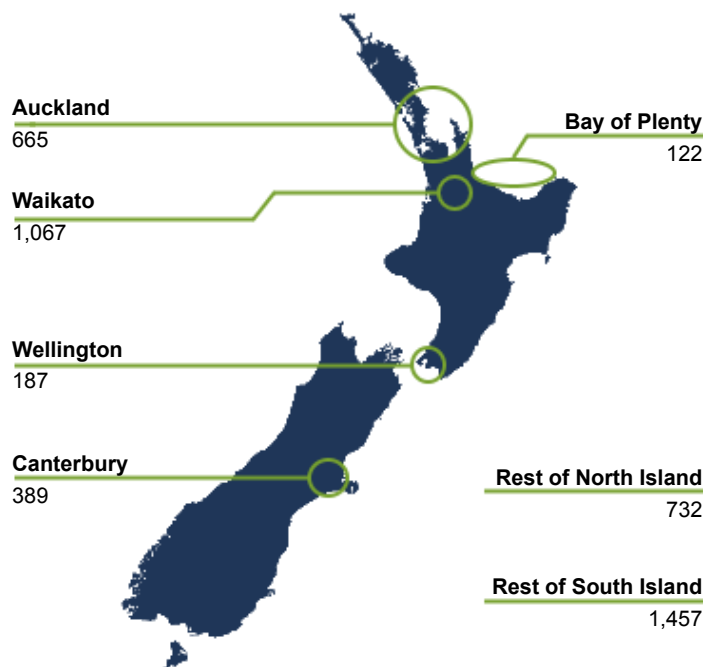 Auckland
665
Bay of Plenty
122
Waikato
1,067
Wellington
187
Canterbury
389
Rest of North Island
732
Rest of South Island
1,457